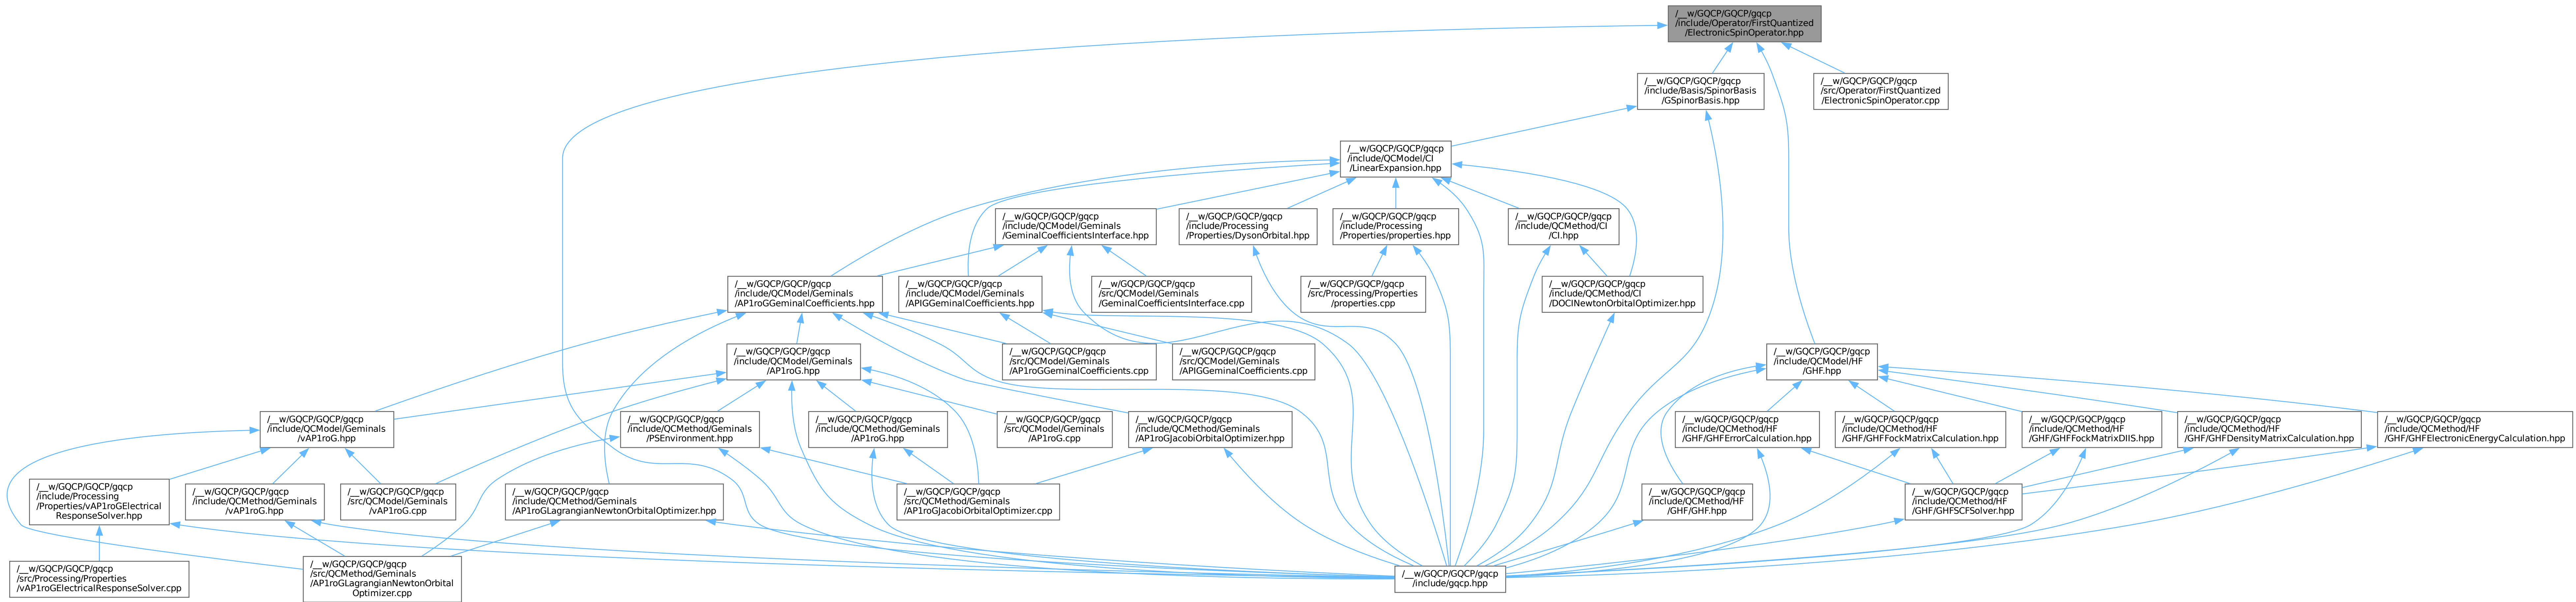 /__w/GQCP/GQCP/gqcp
/include/Operator/FirstQuantized
/ElectronicSpinOperator.hpp
/__w/GQCP/GQCP/gqcp
/include/Basis/SpinorBasis
/GSpinorBasis.hpp
/__w/GQCP/GQCP/gqcp
/src/Operator/FirstQuantized
/ElectronicSpinOperator.cpp
/__w/GQCP/GQCP/gqcp
/include/QCModel/CI
/LinearExpansion.hpp
/__w/GQCP/GQCP/gqcp
/include/QCModel/Geminals
/GeminalCoefficientsInterface.hpp
/__w/GQCP/GQCP/gqcp
/include/Processing
/Properties/DysonOrbital.hpp
/__w/GQCP/GQCP/gqcp
/include/Processing
/Properties/properties.hpp
/__w/GQCP/GQCP/gqcp
/include/QCMethod/CI
/CI.hpp
/__w/GQCP/GQCP/gqcp
/include/QCModel/Geminals
/AP1roGGeminalCoefficients.hpp
/__w/GQCP/GQCP/gqcp
/include/QCModel/Geminals
/APIGGeminalCoefficients.hpp
/__w/GQCP/GQCP/gqcp
/src/QCModel/Geminals
/GeminalCoefficientsInterface.cpp
/__w/GQCP/GQCP/gqcp
/src/Processing/Properties
/properties.cpp
/__w/GQCP/GQCP/gqcp
/include/QCMethod/CI
/DOCINewtonOrbitalOptimizer.hpp
/__w/GQCP/GQCP/gqcp
/include/QCModel/Geminals
/AP1roG.hpp
/__w/GQCP/GQCP/gqcp
/src/QCModel/Geminals
/AP1roGGeminalCoefficients.cpp
/__w/GQCP/GQCP/gqcp
/src/QCModel/Geminals
/APIGGeminalCoefficients.cpp
/__w/GQCP/GQCP/gqcp
/include/QCModel/HF
/GHF.hpp
/__w/GQCP/GQCP/gqcp
/include/QCModel/Geminals
/vAP1roG.hpp
/__w/GQCP/GQCP/gqcp
/include/QCMethod/Geminals
/PSEnvironment.hpp
/__w/GQCP/GQCP/gqcp
/include/QCMethod/Geminals
/AP1roG.hpp
/__w/GQCP/GQCP/gqcp
/src/QCModel/Geminals
/AP1roG.cpp
/__w/GQCP/GQCP/gqcp
/include/QCMethod/Geminals
/AP1roGJacobiOrbitalOptimizer.hpp
/__w/GQCP/GQCP/gqcp
/include/QCMethod/HF
/GHF/GHFErrorCalculation.hpp
/__w/GQCP/GQCP/gqcp
/include/QCMethod/HF
/GHF/GHFFockMatrixCalculation.hpp
/__w/GQCP/GQCP/gqcp
/include/QCMethod/HF
/GHF/GHFFockMatrixDIIS.hpp
/__w/GQCP/GQCP/gqcp
/include/QCMethod/HF
/GHF/GHFDensityMatrixCalculation.hpp
/__w/GQCP/GQCP/gqcp
/include/QCMethod/HF
/GHF/GHFElectronicEnergyCalculation.hpp
/__w/GQCP/GQCP/gqcp
/include/Processing
/Properties/vAP1roGElectrical
ResponseSolver.hpp
/__w/GQCP/GQCP/gqcp
/include/QCMethod/Geminals
/vAP1roG.hpp
/__w/GQCP/GQCP/gqcp
/src/QCModel/Geminals
/vAP1roG.cpp
/__w/GQCP/GQCP/gqcp
/include/QCMethod/Geminals
/AP1roGLagrangianNewtonOrbitalOptimizer.hpp
/__w/GQCP/GQCP/gqcp
/src/QCMethod/Geminals
/AP1roGJacobiOrbitalOptimizer.cpp
/__w/GQCP/GQCP/gqcp
/include/QCMethod/HF
/GHF/GHF.hpp
/__w/GQCP/GQCP/gqcp
/include/QCMethod/HF
/GHF/GHFSCFSolver.hpp
/__w/GQCP/GQCP/gqcp
/src/Processing/Properties
/vAP1roGElectricalResponseSolver.cpp
/__w/GQCP/GQCP/gqcp
/src/QCMethod/Geminals
/AP1roGLagrangianNewtonOrbital
Optimizer.cpp
/__w/GQCP/GQCP/gqcp
/include/gqcp.hpp